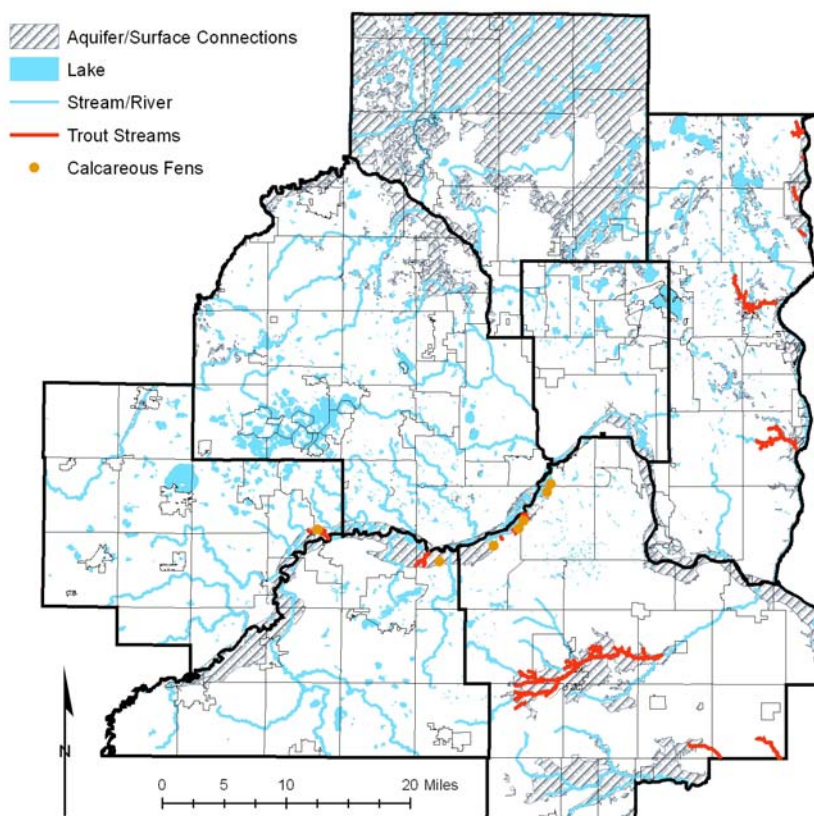 Aquifer/Surface Connections
Lake
Stream/River
Trout Streams
Calcareous Fens
N
0 5 10 20 Miles